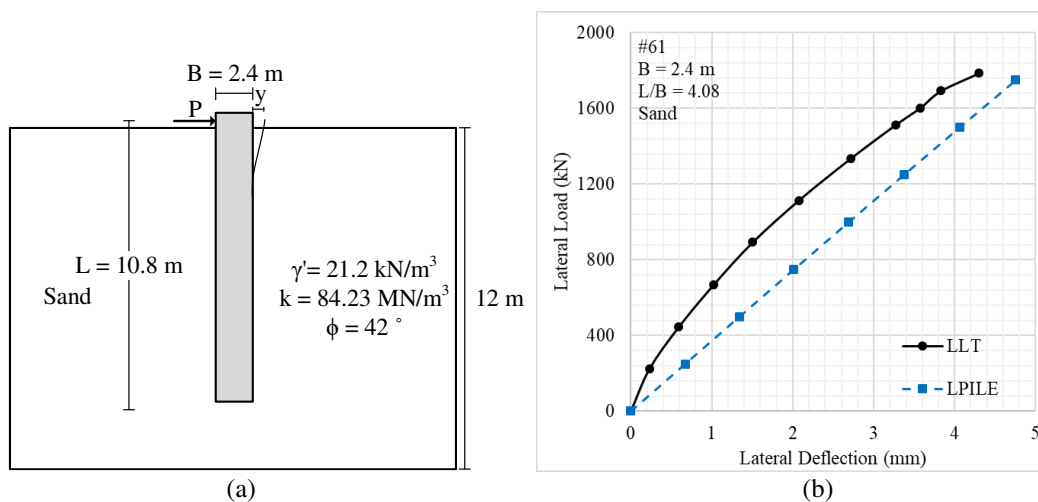 B = 2.4 m
y
P
L = 10.8 m
Sand
γ'= 21.2 kN/m³
k = 84.23 MN/m³
ϕ = 42 °
12 m
(a)
#61
B = 2.4 m
L/B = 4.08
Sand
Lateral Load (kN)
2000
1600
1200
800
400
0
0 1 2 3 4 5
Lateral Deflection (mm)
LLT
LPILE
(b)